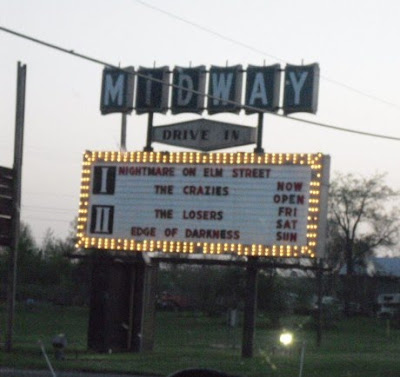 MIDWAY
DRIVE IN
I NIGHTMARE ON ELM STREET
THE CRAZIES NOW
OPEN
II THE LOSERS FRI
SAT
EDGE OF DARKNESS SUN